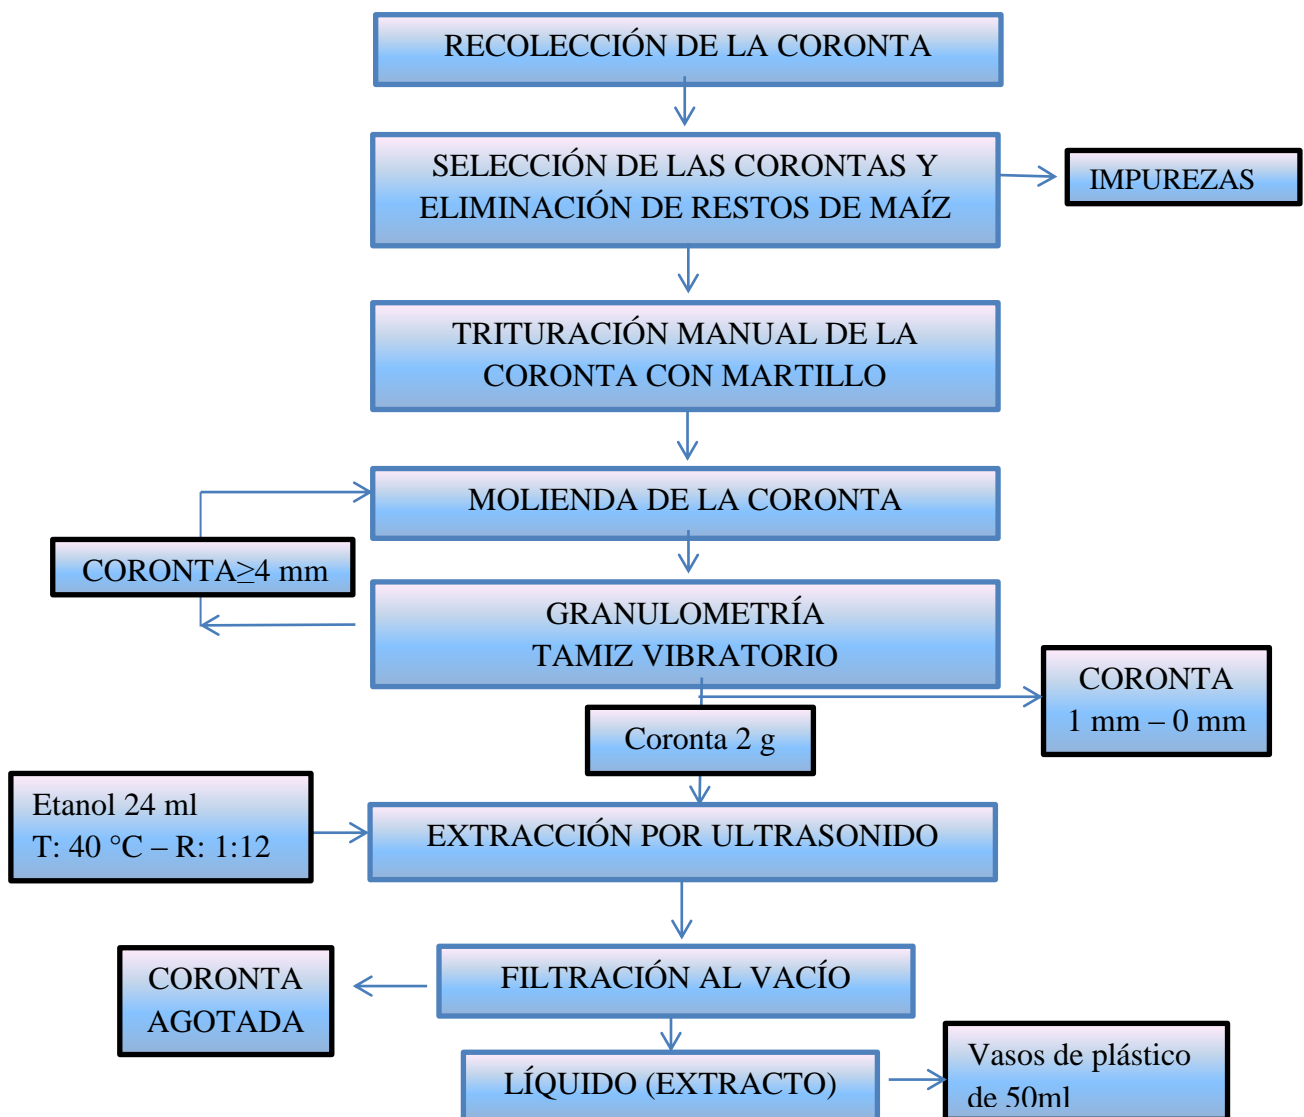 RECOLECCIÓN DE LA CORONTA
SELECCIÓN DE LAS CORONTAS Y
ELIMINACIÓN DE RESTOS DE MAÍZ
IMPUREZAS
TRITURACIÓN MANUAL DE LA
CORONTA CON MARTILLO
MOLIENDA DE LA CORONTA
CORONTA≥4 mm
GRANULOMETRÍA
TAMIZ VIBRATORIO
CORONTA
1 mm – 0 mm
Coronta 2 g
Etanol 24 ml
T: 40 °C – R: 1:12
EXTRACCIÓN POR ULTRASONIDO
FILTRACIÓN AL VACÍO
CORONTA
AGOTADA
LÍQUIDO (EXTRACTO)
Vasos de plástico
de 50ml